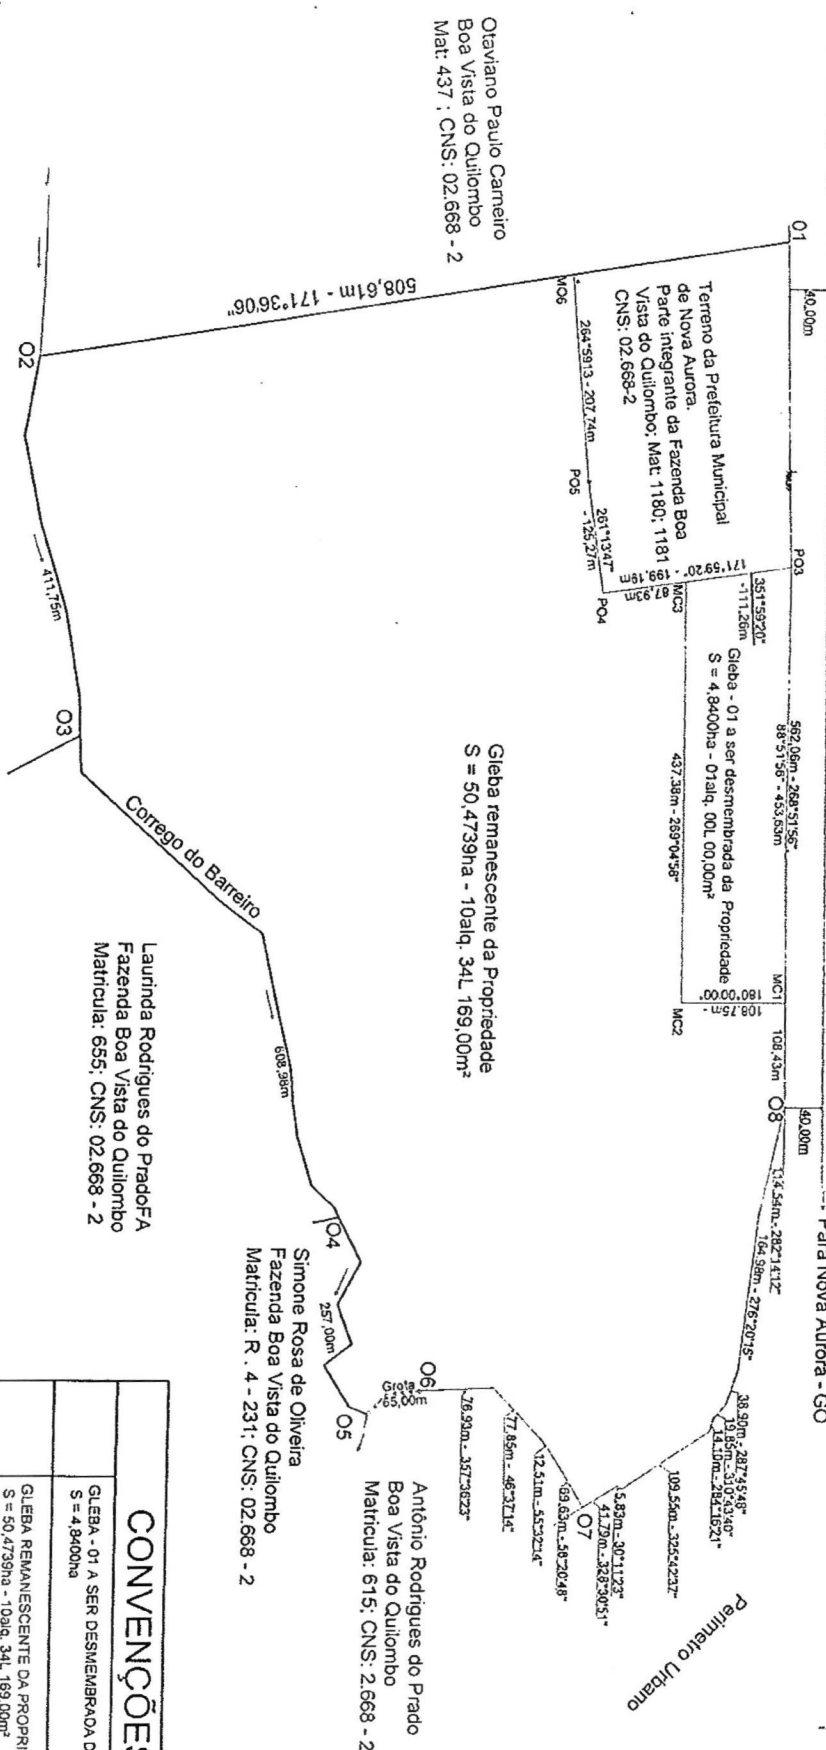 Para Nova Aurora - GO
O1
40,00m
PO3
562,06m - 268°51'56"
88°51'56" - 453,63m
MC1
108,43m
O8
40,00m
Otaviano Paulo Carneiro
Boa Vista do Quilombo
Mat: 437 ; CNS: 02.668 - 2
Terreno da Prefeitura Municipal
de Nova Aurora.
Parte integrante da Fazenda Boa
Vista do Quilombo; Mat: 1180; 1181
CNS: 02.668-2
MO6
264°5913 - 207,74m
PO5
261°13'47"
- 125,27m
PO4
171°59'20" - 199,19m
87,93m
MC3
351°59'20"
-111,26m
Gleba - 01 a ser desmembrada da Propriedade
S = 4,8400ha - 01alq. 00L 00,00m²
437,38m - 269°04'58"
180°00'00"
108,75m -
MC2
114,54m - 282°14'12"
164,98m - 276°20'15"
38,90m - 287°45'48"
19,85m - 310°43'40"
14,10m - 284°16'21"
109,55m - 325°42'37"
5,83m - 30°11'23"
41,79m - 328°30'51"
O7
69,63m - 58°20'48"
12,51m - 55°32'14"
77,85m - 46°37'14"
76,93m - 357°36'23"
O6
Grota
65,00m
O5
Perimetro Urbano
508,61m - 171°36'06"
O2
411,75m
O3
Corrego do Barreiro
608,98m
O4
257,00m
Gleba remanescente da Propriedade
S = 50,4739ha - 10alq. 34L 169,00m²
Laurinda Rodrigues do PradoFA
Fazenda Boa Vista do Quilombo
Matricula: 655; CNS: 02.668 - 2
Simone Rosa de Oliveira
Fazenda Boa Vista do Quilombo
Matricula: R . 4 - 231; CNS: 02.668 - 2
Antônio Rodrigues do Prado
Boa Vista do Quilombo
Matricula: 615; CNS: 2.668 - 2
CONVENÇÕES
GLEBA - 01 A SER DESMEMBRADA D
S = 4,8400ha
GLEBA REMANESCENTE DA PROPRI
S = 50,4739ha - 10alq. 34L 169,00m²